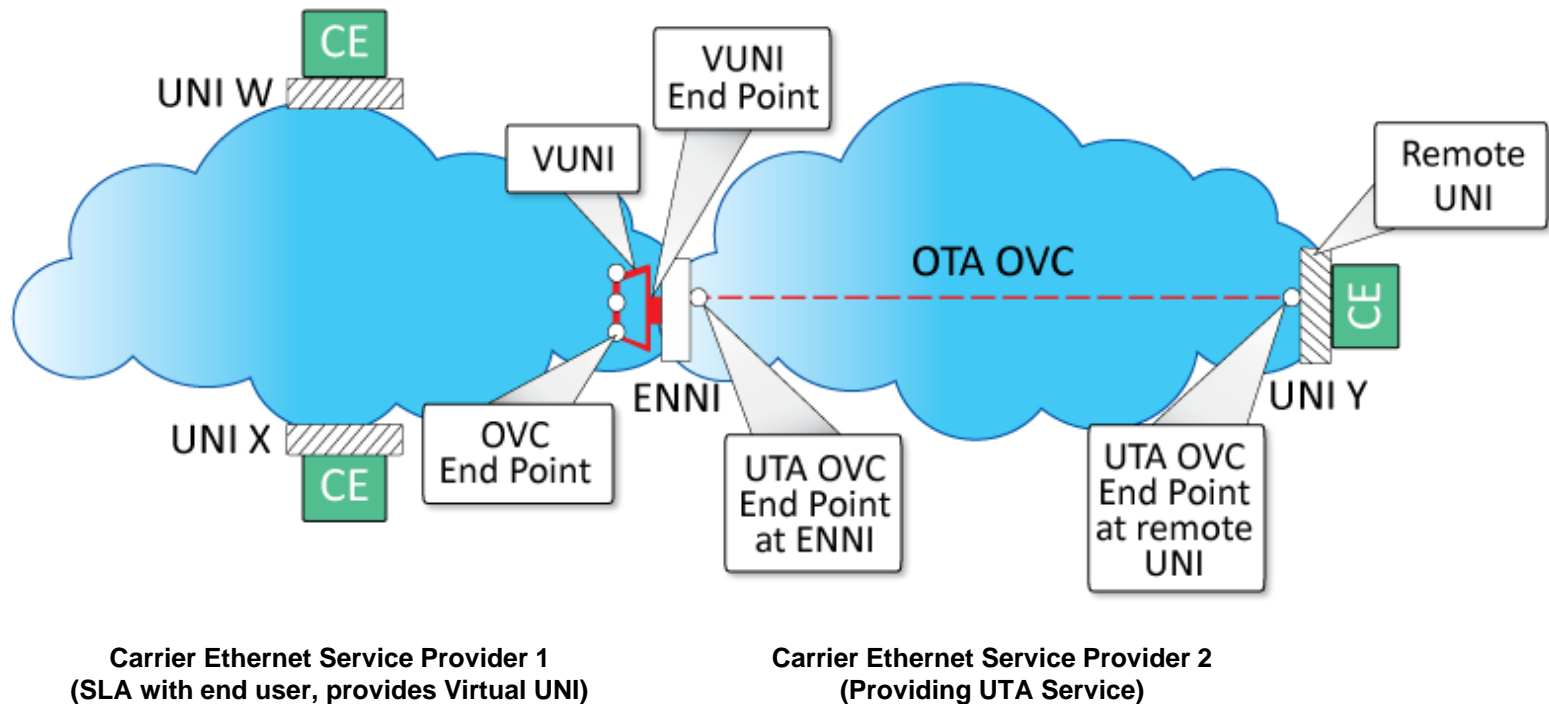 CE
UNI W
VUNI
End Point
VUNI
Remote
UNI
OTA OVC
CE
ENNI
UNI Y
UNI X
CE
OVC
End Point
UTA OVC
End Point
at ENNI
UTA OVC
End Point
at remote
UNI
Carrier Ethernet Service Provider 1
(SLA with end user, provides Virtual UNI)
Carrier Ethernet Service Provider 2
(Providing UTA Service)